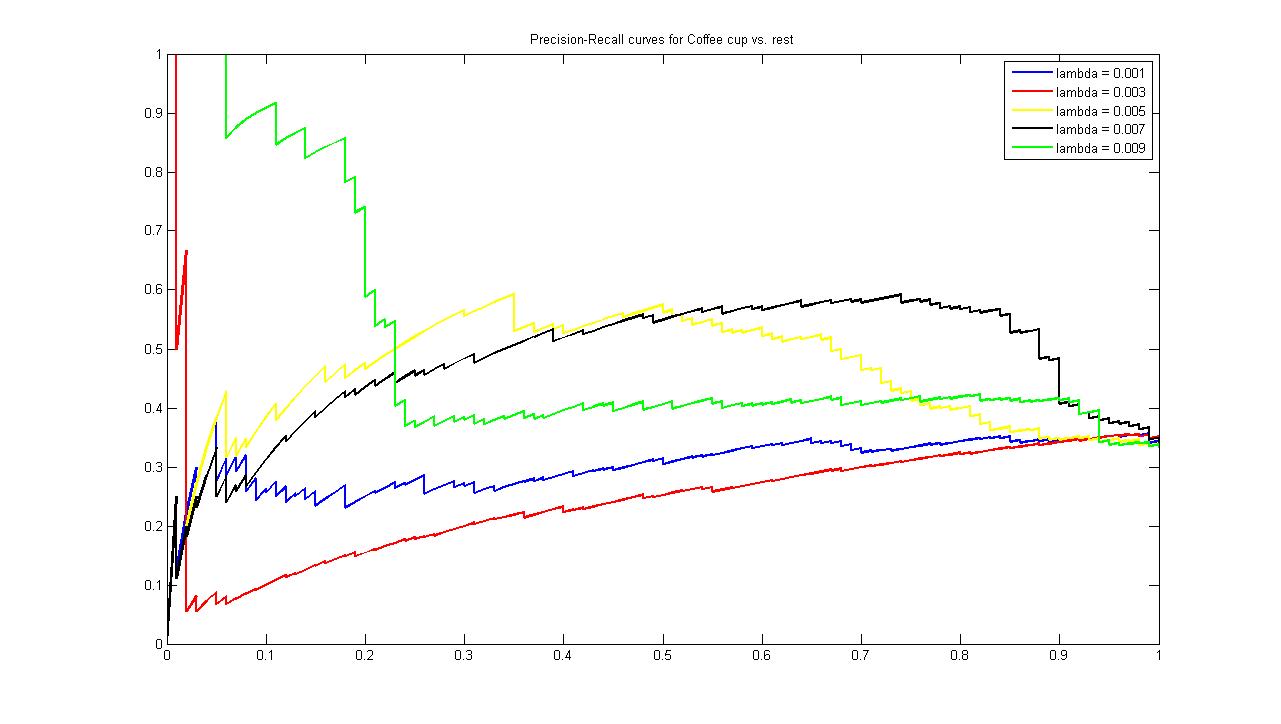 Precision-Recall curves for Coffee cup vs. rest
1
0.9
0.8
0.7
0.6
0.5
0.4
0.3
0.2
0.1
0
0 0.1 0.2 0.3 0.4 0.5 0.6 0.7 0.8 0.9 1
lambda = 0.001
lambda = 0.003
lambda = 0.005
lambda = 0.007
lambda = 0.009